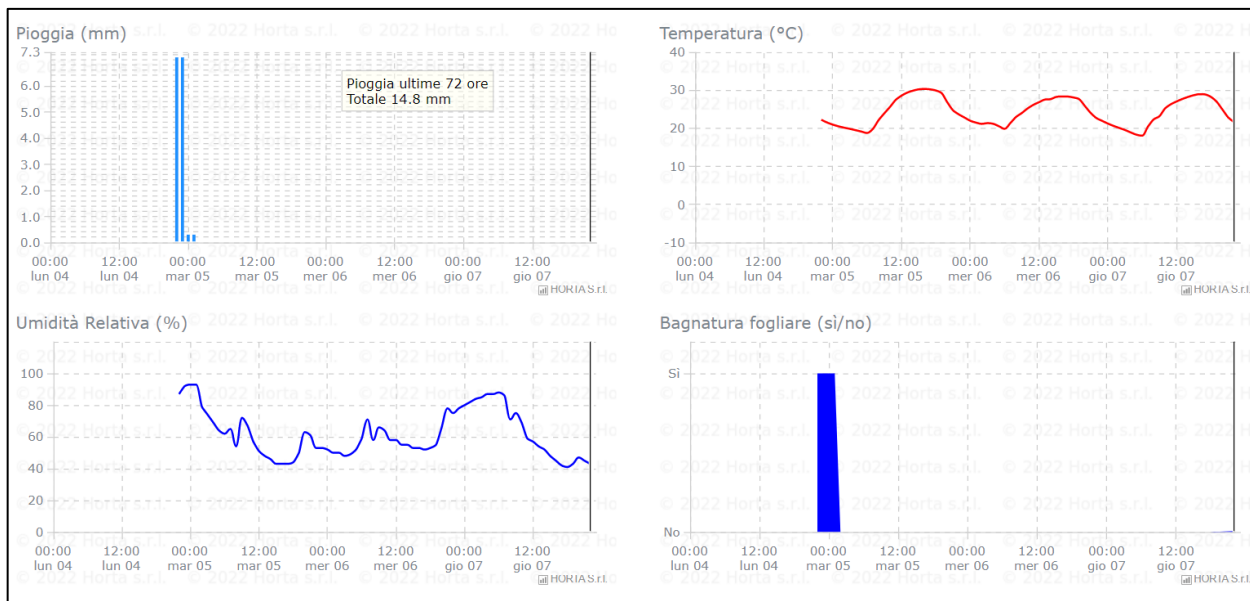 Pioggia (mm)
7.3
6.0
5.0
4.0
3.0
2.0
1.0
0.0
Pioggia ultime 72 ore
Totale 14.8 mm
00:00 12:00 00:00 12:00 00:00 12:00 00:00 12:00
lun 04 lun 04 mar 05 mar 05 mer 06 mer 06 gio 07 gio 07
HORTA S.r.l.
Temperatura (°C)
40
30
20
10
0
-10
00:00 12:00 00:00 12:00 00:00 12:00 00:00 12:00
lun 04 lun 04 mar 05 mar 05 mer 06 mer 06 gio 07 gio 07
HORTA S.r.l.
Umidità Relativa (%)
100
80
60
40
20
0
00:00 12:00 00:00 12:00 00:00 12:00 00:00 12:00
lun 04 lun 04 mar 05 mar 05 mer 06 mer 06 gio 07 gio 07
HORTA S.r.l.
Bagnatura fogliare (si/no)
Si
No
00:00 12:00 00:00 12:00 00:00 12:00 00:00 12:00
lun 04 lun 04 mar 05 mar 05 mer 06 mer 06 gio 07 gio 07
HORTA S.r.l.
© 2022 Horta s.r.l.